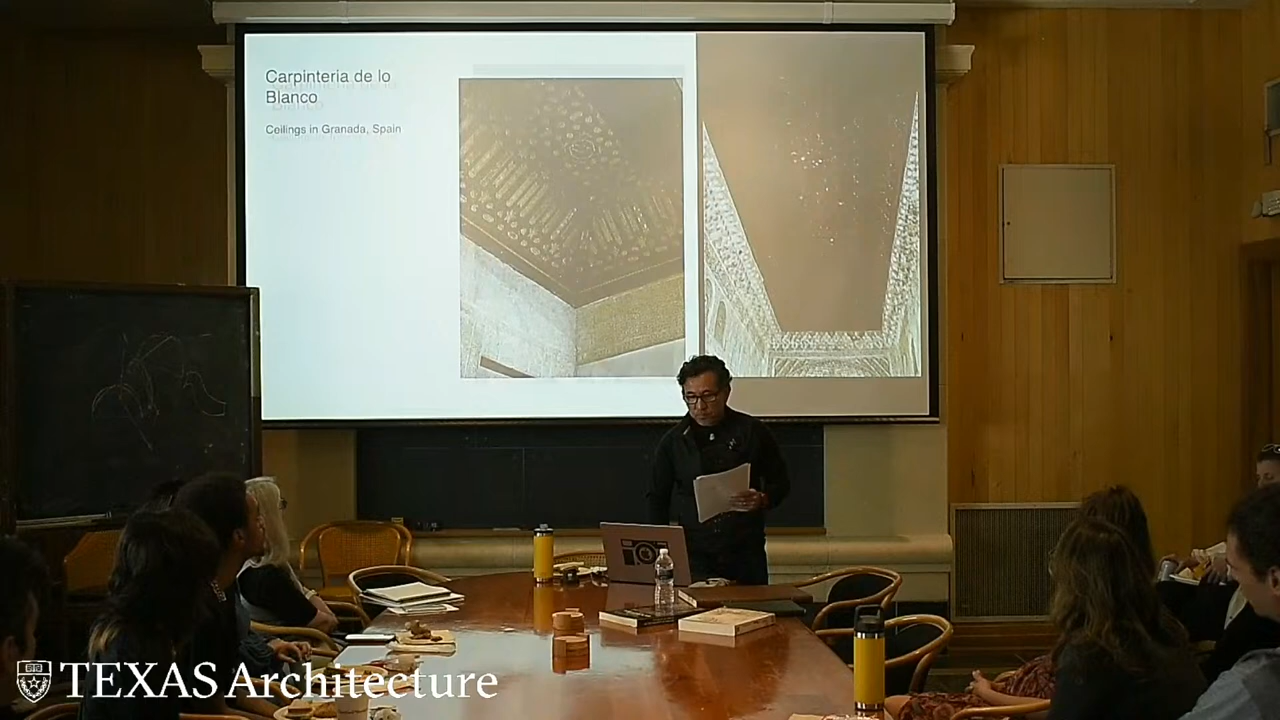 Carpinteria de lo
Blanco
Ceilings in Granada, Spain
TEXAS Architecture